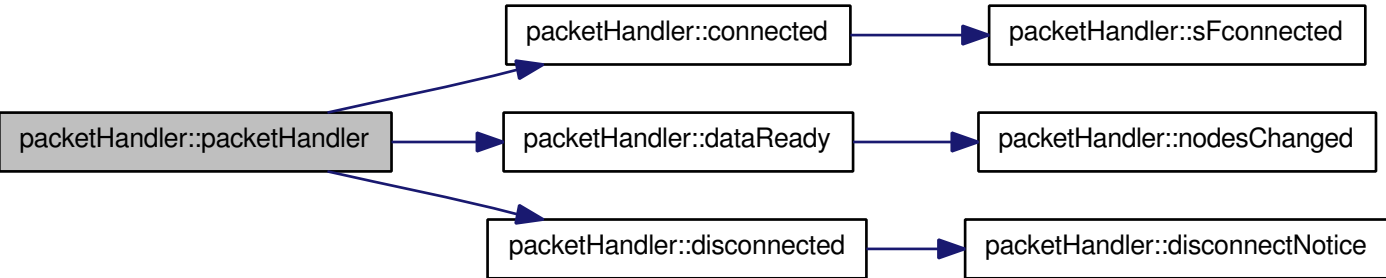 packetHandler::connected
packetHandler::sFconnected
packetHandler::packetHandler
packetHandler::dataReady
packetHandler::nodesChanged
packetHandler::disconnected
packetHandler::disconnectNotice